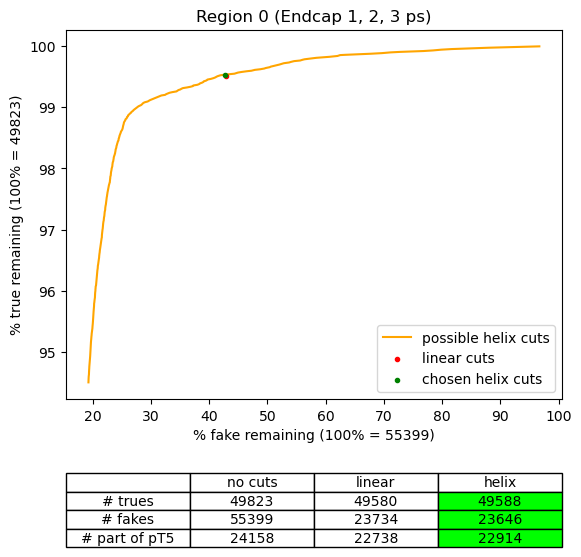 Region 0 (Endcap 1, 2, 3 ps)
100
99
98
97
96
95
% true remaining (100% = 49823)
possible helix cuts
linear cuts
chosen helix cuts
20 30 40 50 60 70 80 90 100
% fake remaining (100% = 55399)
no cuts linear helix
# trues 49823 49580 49588
# fakes 55399 23734 23646
# part of pT5 24158 22738 22914